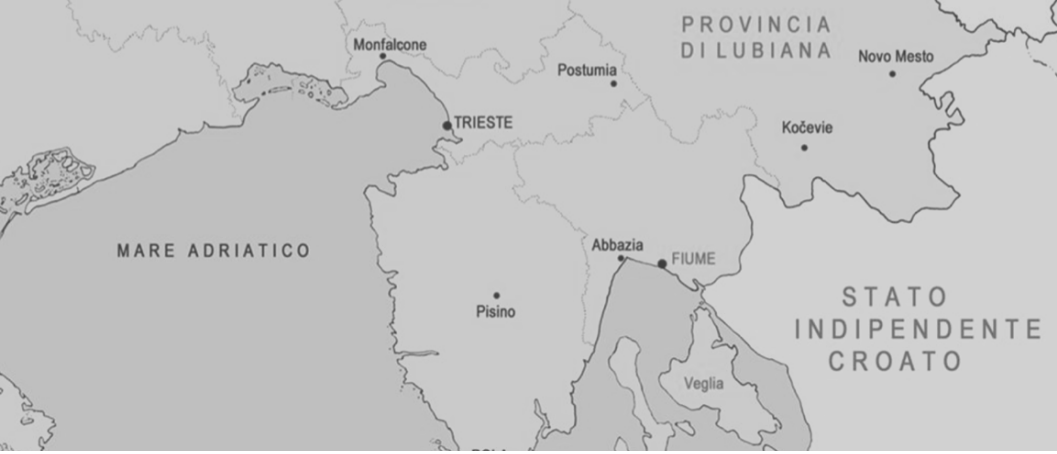 PROVINCIA
DI LUBIANA
Monfalcone
Novo Mesto
Postumia
TRIESTE
Kočevie
MARE ADRIATICO
Abbazia
FIUME
STATO
INDIPENDENTE
CROATO
Pisino
Veglia